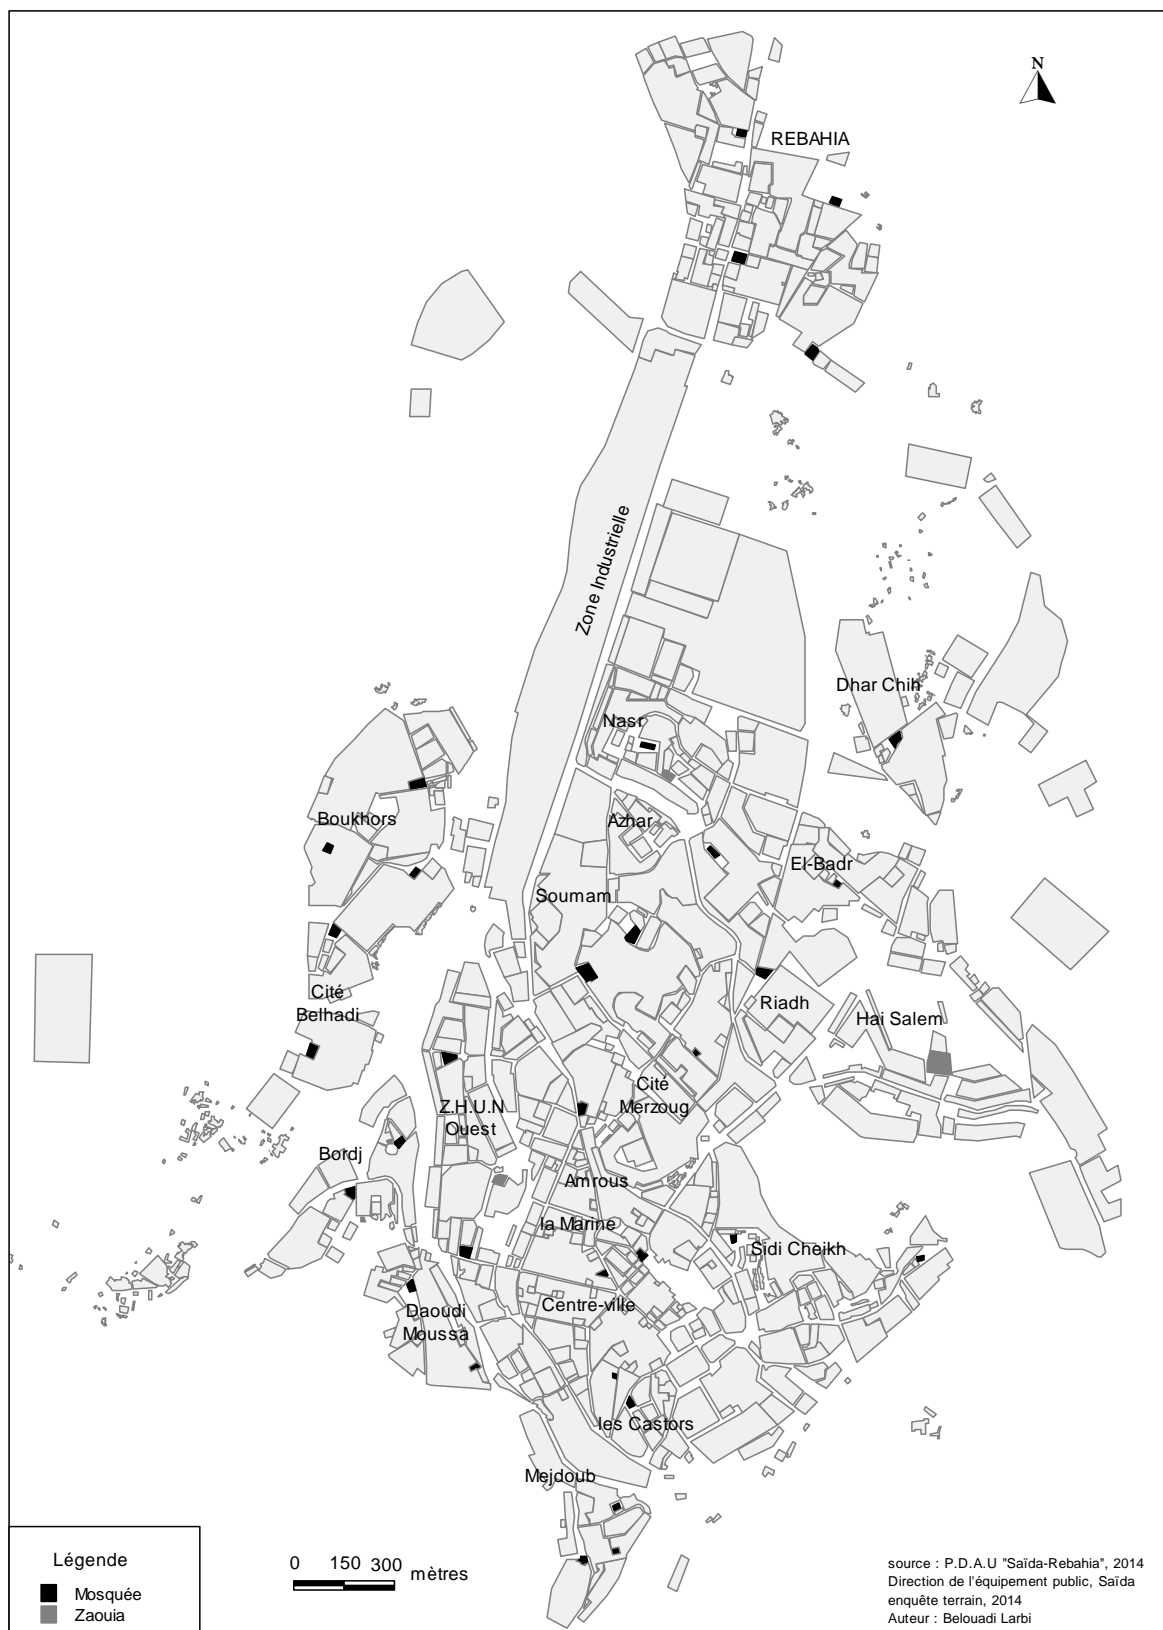 N
REBAHIA
Zone Industrielle
Dhar Chih
Nasr
Boukhors
Azhar
El-Badr
Soumam
Cité
Belhadi
Riadh
Hai Salem
Cité
Merzoug
Z.H.U.N
Ouest
Bordj
Amrous
la Marine
Sidi Cheikh
Centre-ville
Daoudi
Moussa
les Castors
Mejdoub
Légende
Mosquée
Zaouia
0 150 300 mètres
source : P.D.A.U "Saïda-Rebahia", 2014
Direction de l'équipement public, Saïda
enquête terrain, 2014
Auteur : Belouadi Larbi